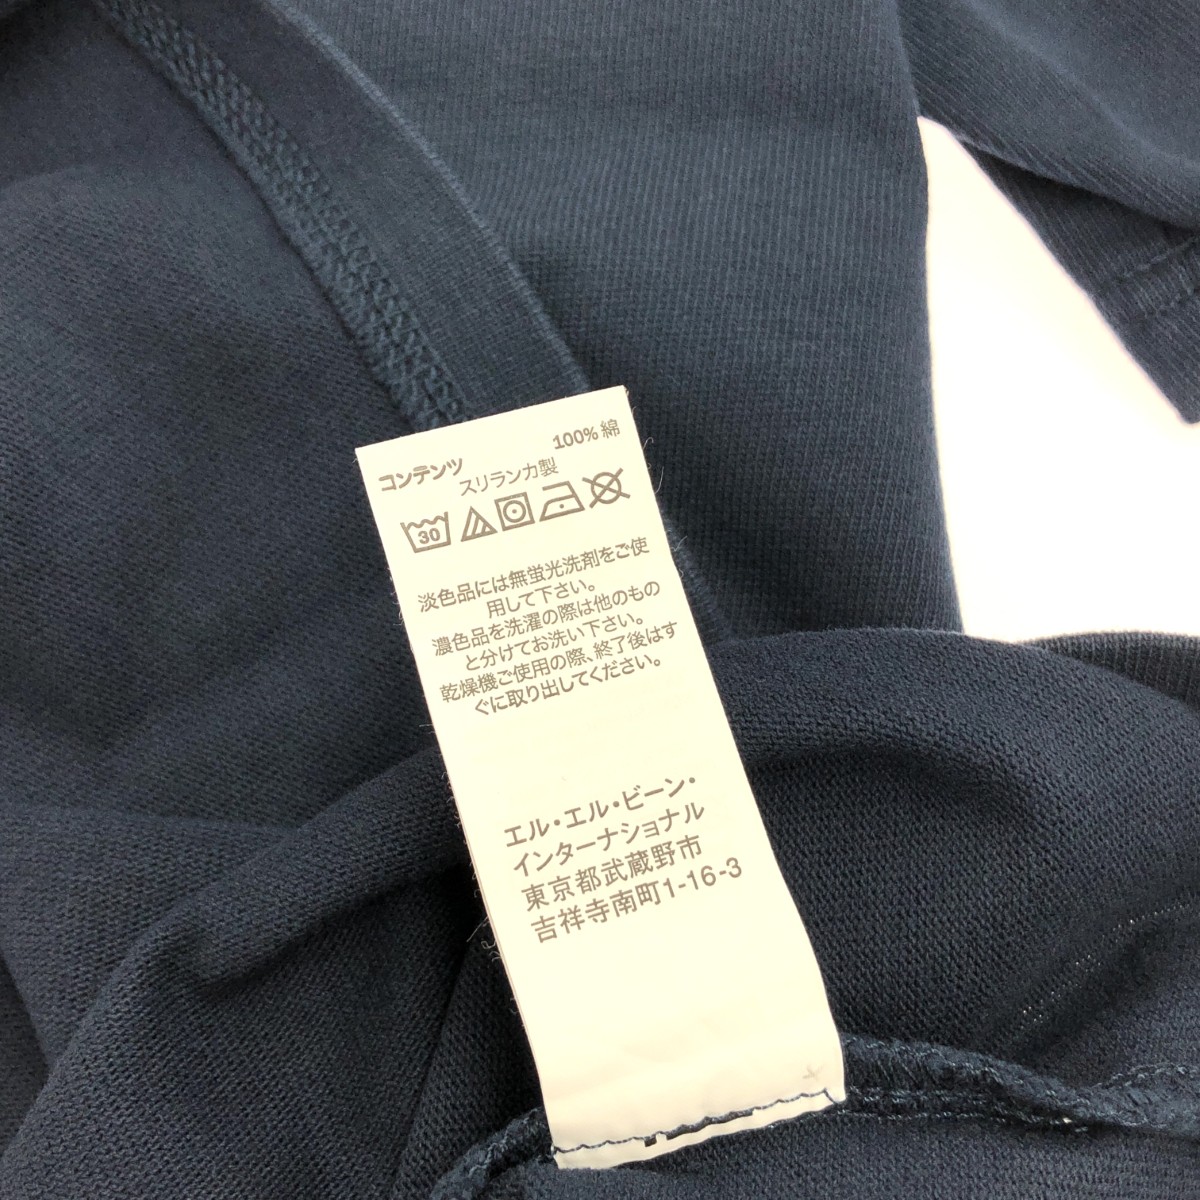 100% 綿
コンテンツ
スリランカ製
30
淡色品には無蛍光洗剤をご使
用して下さい。
濃色品を洗濯の際は他のもの
と分けてお洗い下さい。
乾燥機ご使用の際、終了後はす
ぐに取り出してください。
エル・エル・ビーン・
インターナショナル
東京都武蔵野市
吉祥寺南町1-16-3